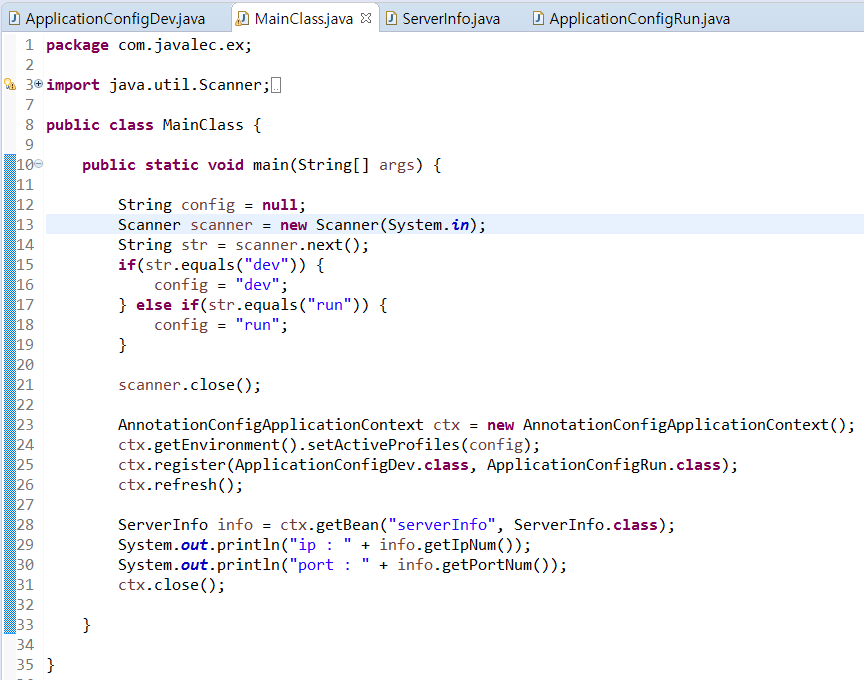 ApplicationConfigDev.java MainClass.java ServerInfo.java ApplicationConfigRun.java
1 package com.javalec.ex;
2
3 import java.util.Scanner;
7
8 public class MainClass {
9
10 public static void main(String[] args) {
11
12 String config = null;
13 Scanner scanner = new Scanner(System.in);
14 String str = scanner.next();
15 if(str.equals("dev")) {
16 config = "dev";
17 } else if(str.equals("run")) {
18 config = "run";
19 }
20
21 scanner.close();
22
23 AnnotationConfigApplicationContext ctx = new AnnotationConfigApplicationContext();
24 ctx.getEnvironment().setActiveProfiles(config);
25 ctx.register(ApplicationConfigDev.class, ApplicationConfigRun.class);
26 ctx.refresh();
27
28 ServerInfo info = ctx.getBean("serverInfo", ServerInfo.class);
29 System.out.println("ip : " + info.getIpNum());
30 System.out.println("port : " + info.getPortNum());
31 ctx.close();
32
33 }
34
35 }